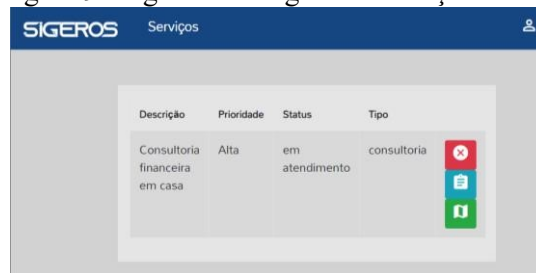 SIGEROS Serviços
Descrição Prioridade Status Tipo
Consultoria Alta em consultoria
financeira atendimento
em casa